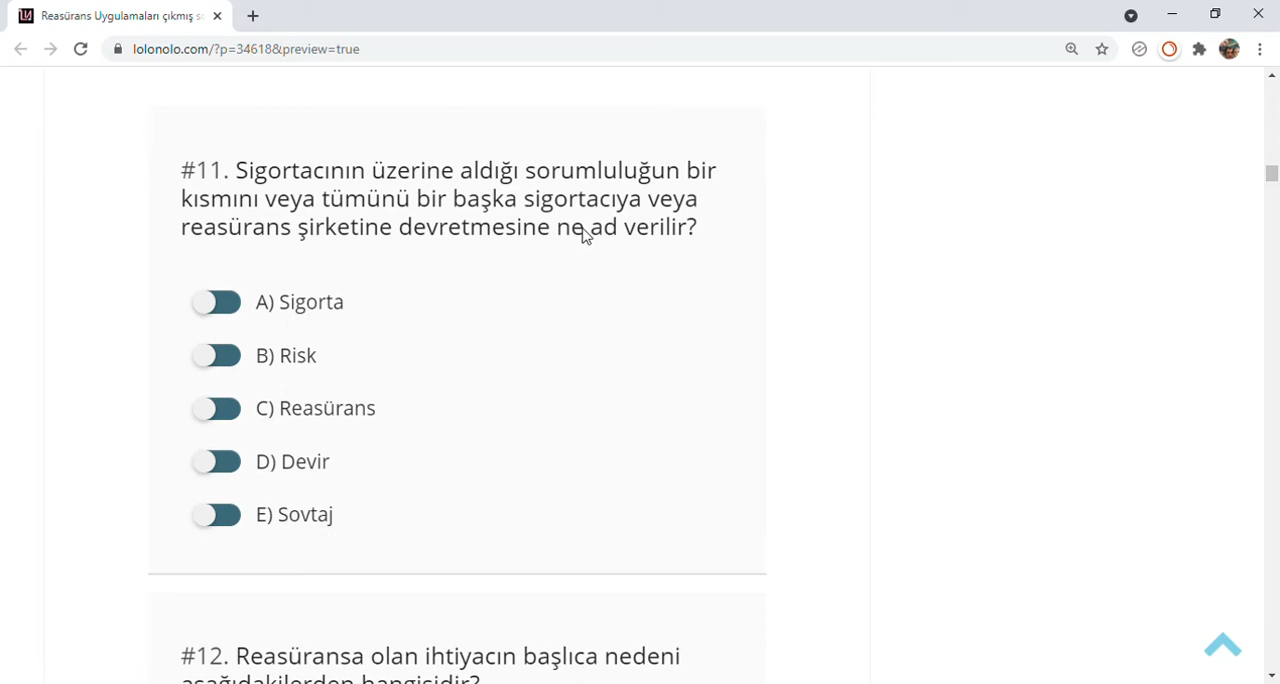 Reasürans Uygulamaları çıkmış
lolonolo.com/?p=34618&preview=true
#11. Sigortacının üzerine aldığı sorumluluğun bir
kısmını veya tümünü bir başka sigortacıya veya
reasürans şirketine devretmesine ne ad verilir?
A) Sigorta
B) Risk
C) Reasürans
D) Devir
E) Sovtaj
#12. Reasüransa olan ihtiyacın başlıca nedeni
aşağıdakilerden hangisidir?